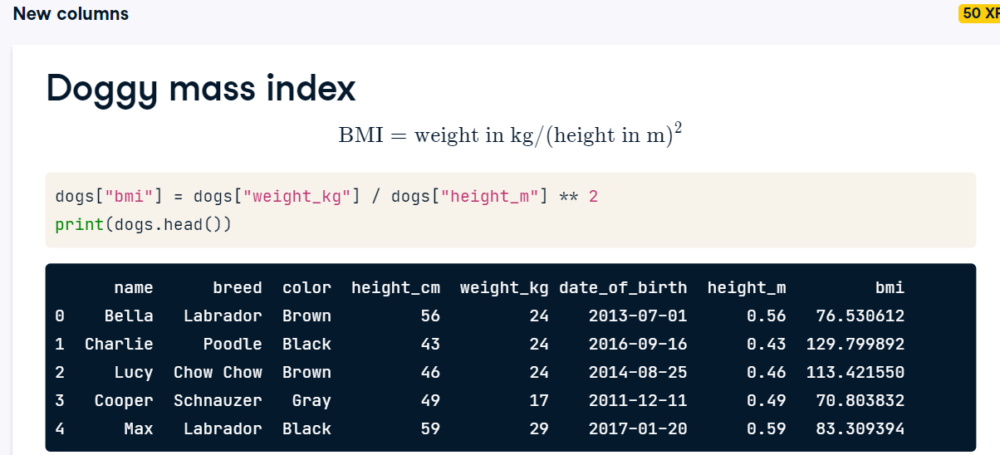 New columns
50 XP
Doggy mass index
BMI = weight in kg/(height in m)²
dogs["bmi"] = dogs["weight_kg"] / dogs["height_m"] ** 2
print(dogs.head())
name breed color height_cm weight_kg date_of_birth height_m bmi
0 Bella Labrador Brown 56 24 2013-07-01 0.56 76.530612
1 Charlie Poodle Black 43 24 2016-09-16 0.43 129.799892
2 Lucy Chow Chow Brown 46 24 2014-08-25 0.46 113.421550
3 Cooper Schnauzer Gray 49 17 2011-12-11 0.49 70.803832
4 Max Labrador Black 59 29 2017-01-20 0.59 83.309394